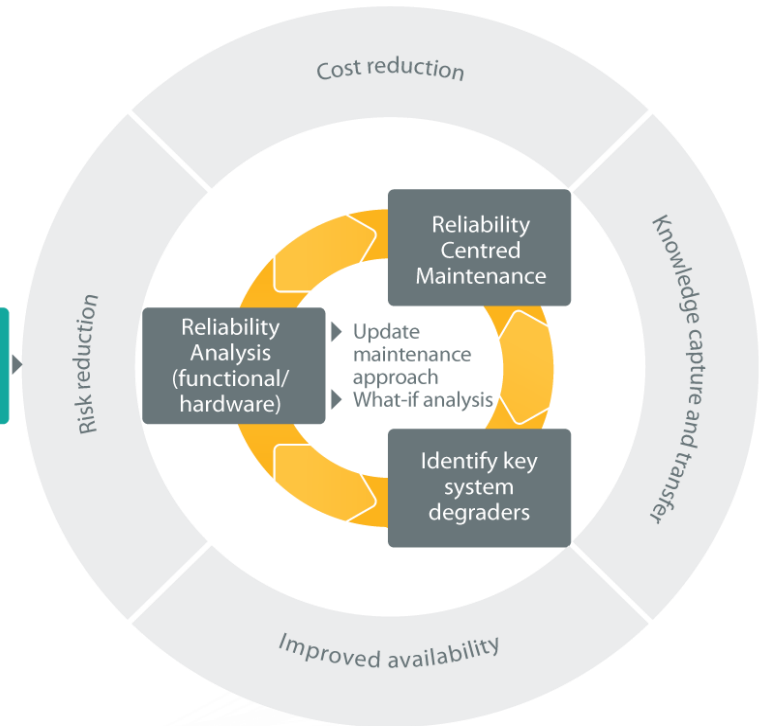 Cost reduction
Reliability
Centred
Maintenance
Knowledge capture and transfer
Risk reduction
Reliability
Analysis
(functional/
hardware)
Update
maintenance
approach
What-if analysis
Identify key
system
degraders
Improved availability